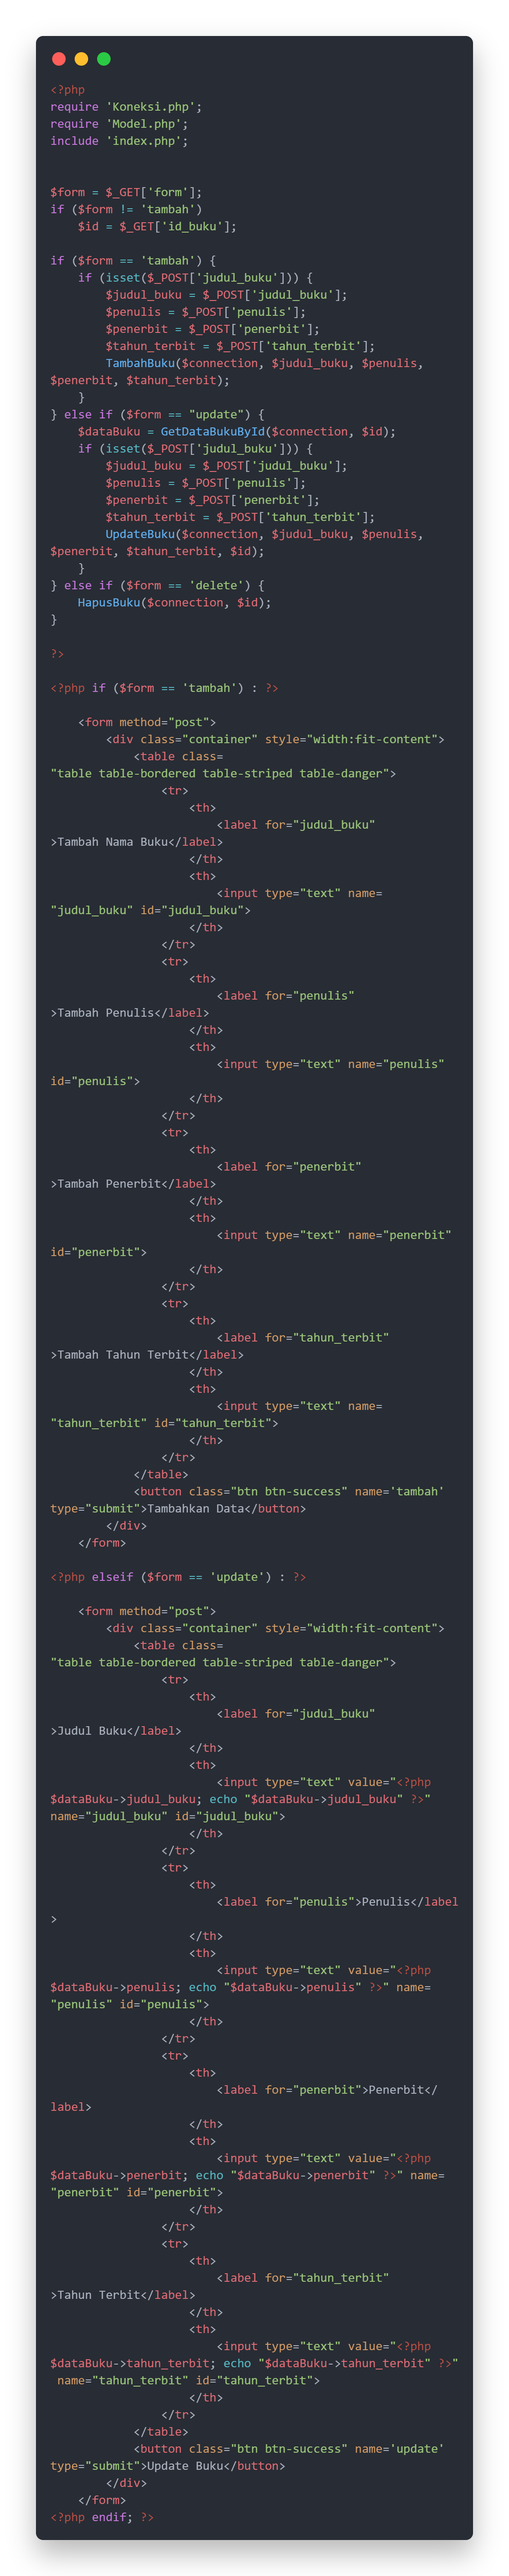 <?php
require 'Koneksi.php';
require 'Model.php';
include 'index.php';


$form = $_GET['form'];
if ($form != 'tambah')
    $id = $_GET['id_buku'];

if ($form == 'tambah') {
    if (isset($_POST['judul_buku'])) {
        $judul_buku = $_POST['judul_buku'];
        $penulis = $_POST['penulis'];
        $penerbit = $_POST['penerbit'];
        $tahun_terbit = $_POST['tahun_terbit'];
        TambahBuku($connection, $judul_buku, $penulis,
$penerbit, $tahun_terbit);
    }
} else if ($form == "update") {
    $dataBuku = GetDataBukuById($connection, $id);
    if (isset($_POST['judul_buku'])) {
        $judul_buku = $_POST['judul_buku'];
        $penulis = $_POST['penulis'];
        $penerbit = $_POST['penerbit'];
        $tahun_terbit = $_POST['tahun_terbit'];
        UpdateBuku($connection, $judul_buku, $penulis,
$penerbit, $tahun_terbit, $id);
    }
} else if ($form == 'delete') {
    HapusBuku($connection, $id);
}

?>

<?php if ($form == 'tambah') : ?>

    <form method="post">
        <div class="container" style="width:fit-content">
            <table class=
"table table-bordered table-striped table-danger">
                <tr>
                    <th>
                        <label for="judul_buku"
>Tambah Nama Buku</label>
                    </th>
                    <th>
                        <input type="text" name=
"judul_buku" id="judul_buku">
                    </th>
                </tr>
                <tr>
                    <th>
                        <label for="penulis"
>Tambah Penulis</label>
                    </th>
                    <th>
                        <input type="text" name="penulis"
id="penulis">
                    </th>
                </tr>
                <tr>
                    <th>
                        <label for="penerbit"
>Tambah Penerbit</label>
                    </th>
                    <th>
                        <input type="text" name="penerbit"
id="penerbit">
                    </th>
                </tr>
                <tr>
                    <th>
                        <label for="tahun_terbit"
>Tambah Tahun Terbit</label>
                    </th>
                    <th>
                        <input type="text" name=
"tahun_terbit" id="tahun_terbit">
                    </th>
                </tr>
            </table>
            <button class="btn btn-success" name='tambah'
type="submit">Tambahkan Data</button>
        </div>
    </form>

<?php elseif ($form == 'update') : ?>

    <form method="post">
        <div class="container" style="width:fit-content">
            <table class=
"table table-bordered table-striped table-danger">
                <tr>
                    <th>
                        <label for="judul_buku"
>Judul Buku</label>
                    </th>
                    <th>
                        <input type="text" value="<?php
$dataBuku->judul_buku; echo "$dataBuku->judul_buku" ?>"
name="judul_buku" id="judul_buku">
                    </th>
                </tr>
                <tr>
                    <th>
                        <label for="penulis">Penulis</label
>
                    </th>
                    <th>
                        <input type="text" value="<?php
$dataBuku->penulis; echo "$dataBuku->penulis" ?>" name=
"penulis" id="penulis">
                    </th>
                </tr>
                <tr>
                    <th>
                        <label for="penerbit">Penerbit</
label>
                    </th>
                    <th>
                        <input type="text" value="<?php
$dataBuku->penerbit; echo "$dataBuku->penerbit" ?>" name=
"penerbit" id="penerbit">
                    </th>
                </tr>
                <tr>
                    <th>
                        <label for="tahun_terbit"
>Tahun Terbit</label>
                    </th>
                    <th>
                        <input type="text" value="<?php
$dataBuku->tahun_terbit; echo "$dataBuku->tahun_terbit" ?>"
 name="tahun_terbit" id="tahun_terbit">
                    </th>
                </tr>
            </table>
            <button class="btn btn-success" name='update'
type="submit">Update Buku</button>
        </div>
    </form>
<?php endif; ?>